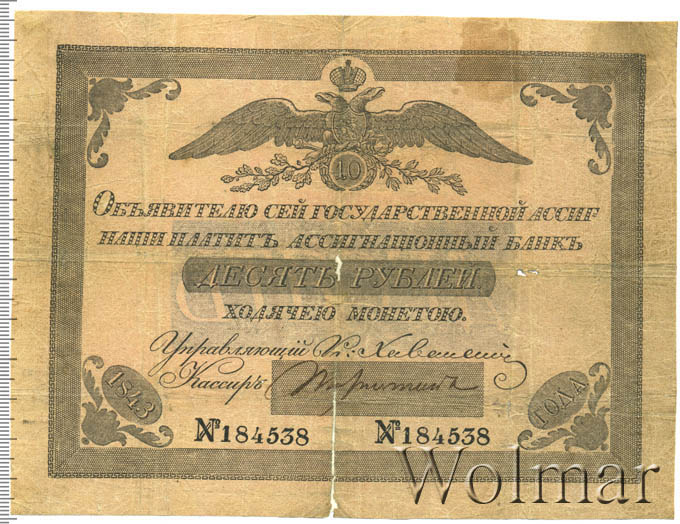 10
ОБЪЯВИТЕЛЮ СЕЙ ГОСУДАРСТВЕННОЙ АССИГ
НАЦІИ ПЛАТИТЪ АССИГНАЦІОННЫЙ БАНКЪ
ДЕСЯТЬ РУБЛЕЙ.
ХОДЯЧЕЮ МОНЕТОЮ.
Управляющій
Кассиръ
1843 ГОДА
№184538 №184538
Wolmar